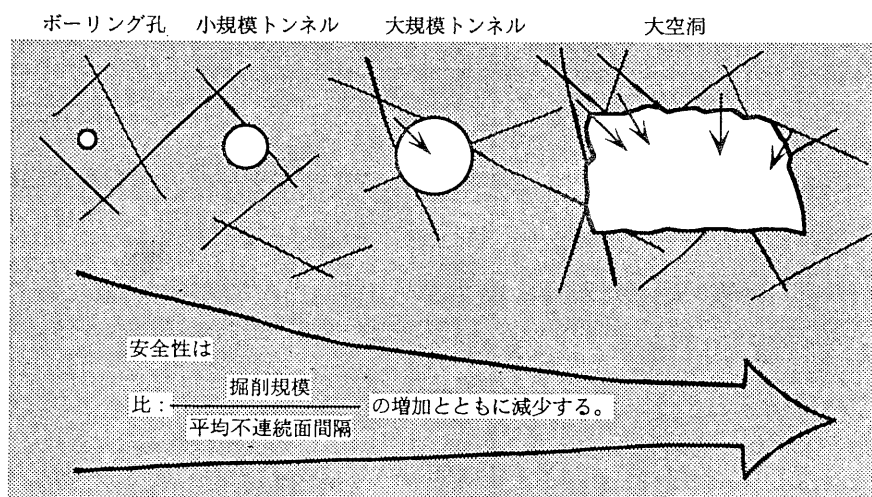 ボーリング孔 小規模トンネル 大規模トンネル 大空洞
安全性は
掘削規模
比： の増加とともに減少する。
平均不連続面間隔